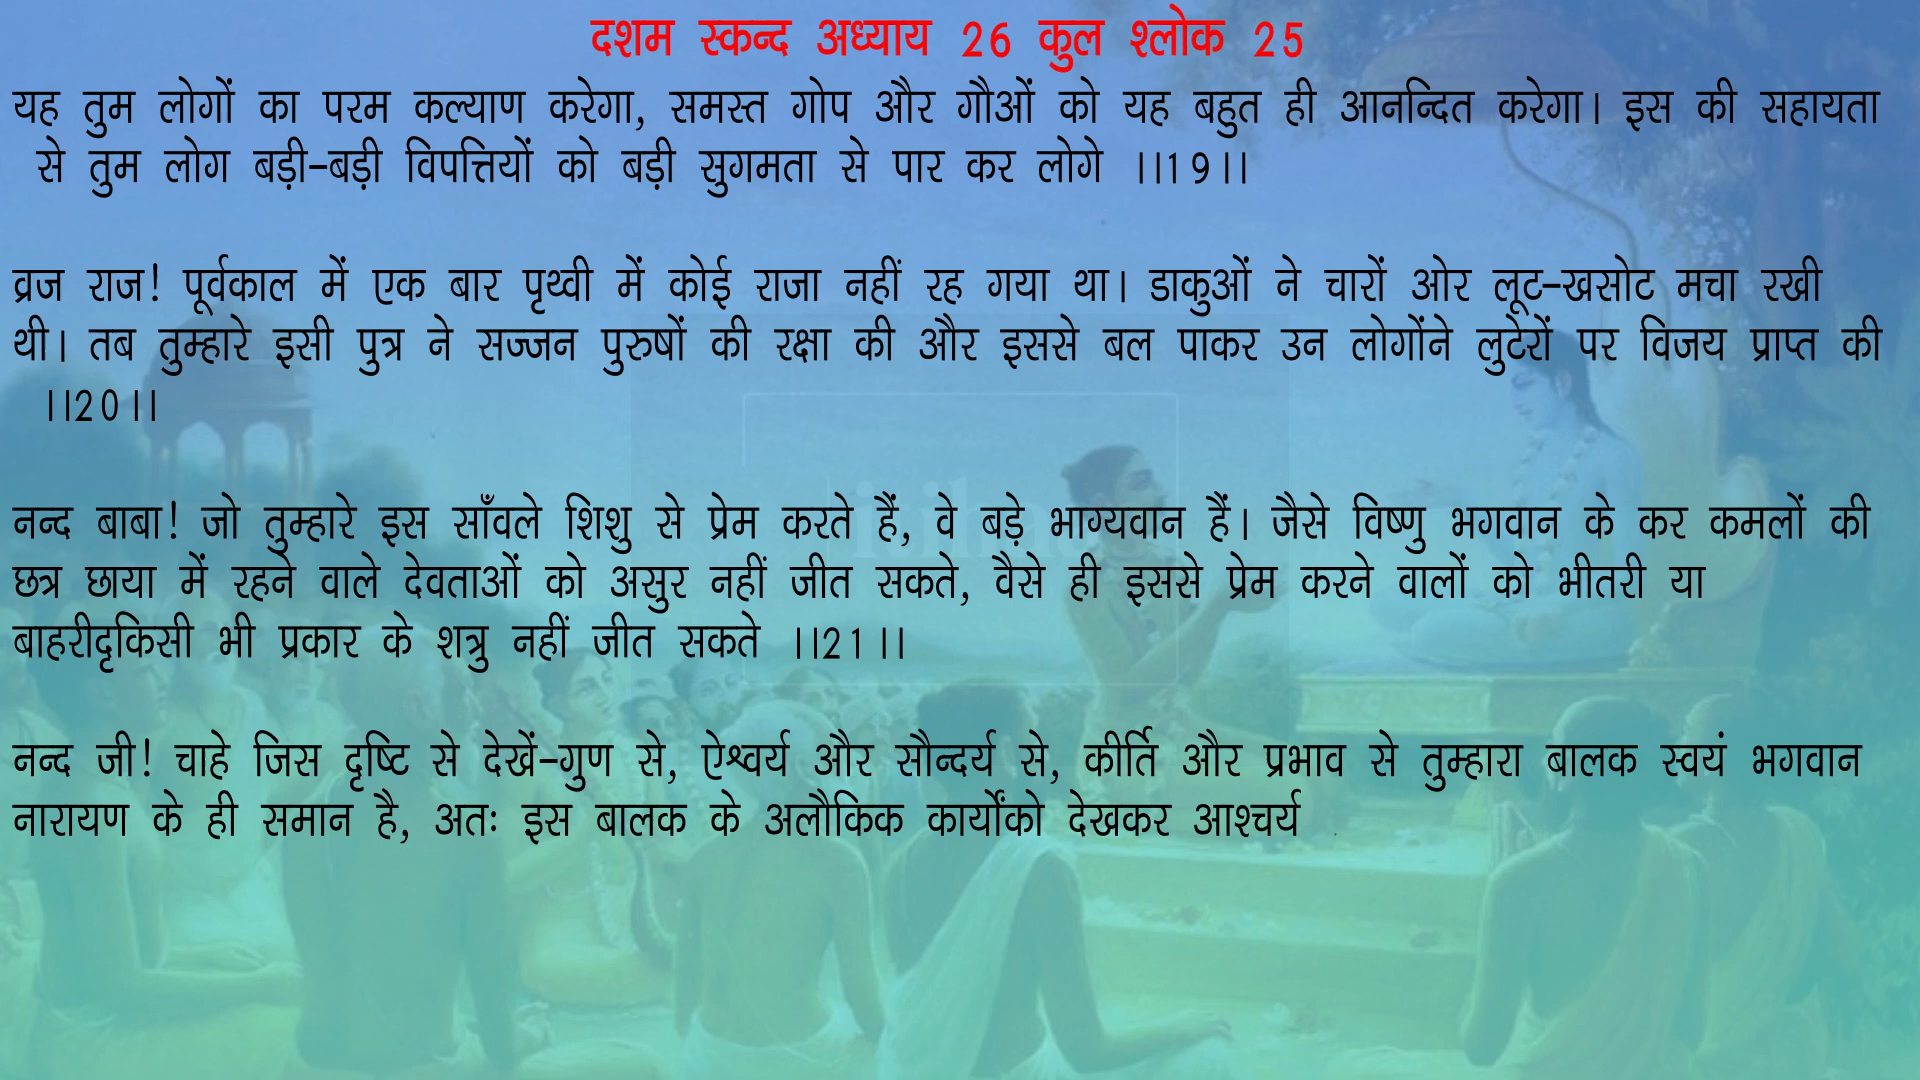 दशम स्कन्द अध्याय 26 कुल श्लोक 25
यह तुम लोगों का परम कल्याण करेगा, समस्त गोप और गौओं को यह बहुत ही आनन्दित करेगा। इस की सहायता
से तुम लोग बड़ी-बड़ी विपत्तियों को बड़ी सुगमता से पार कर लोगे ।।19।।
व्रज राज! पूर्वकाल में एक बार पृथ्वी में कोई राजा नहीं रह गया था। डाकुओं ने चारों ओर लूट-खसोट मचा रखी
थी। तब तुम्हारे इसी पुत्र ने सज्जन पुरुषों की रक्षा की और इससे बल पाकर उन लोगोंने लुटेरों पर विजय प्राप्त की
।।20।।
नन्द बाबा! जो तुम्हारे इस साँवले शिशु से प्रेम करते हैं, वे बड़े भाग्यवान हैं। जैसे विष्णु भगवान के कर कमलों की
छत्र छाया में रहने वाले देवताओं को असुर नहीं जीत सकते, वैसे ही इससे प्रेम करने वालों को भीतरी या
बाहरीदृकिसी भी प्रकार के शत्रु नहीं जीत सकते ।।21।।
नन्द जी! चाहे जिस दृष्टि से देखें-गुण से, ऐश्वर्य और सौन्दर्य से, कीर्ति और प्रभाव से तुम्हारा बालक स्वयं भगवान
नारायण के ही समान है, अतः इस बालक के अलौकिक कार्योंको देखकर आश्चर्य